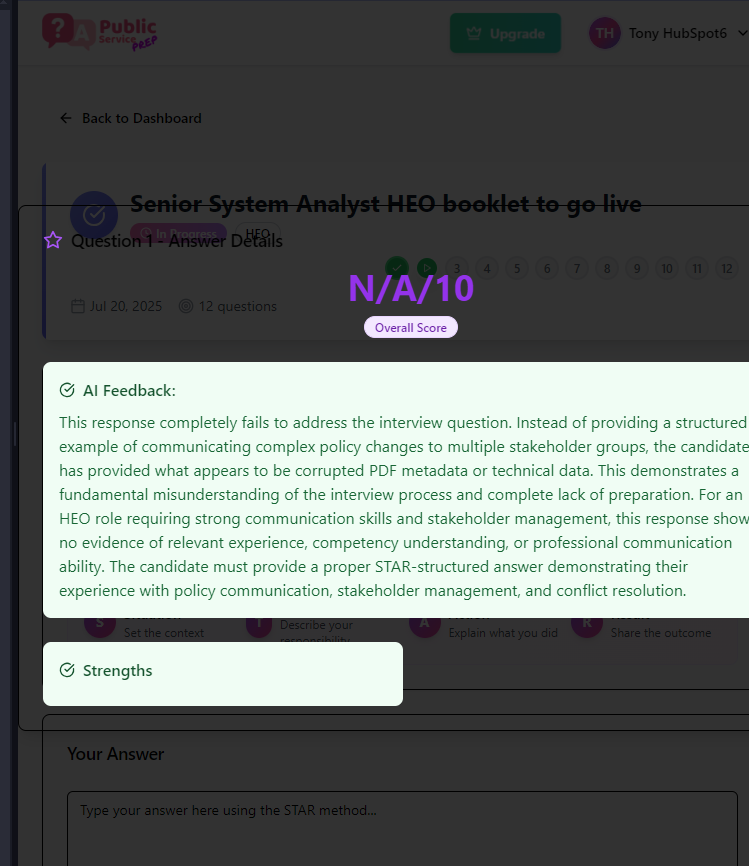 ? A Public
Service
PREP
Upgrade
TH
Tony HubSpot6
Back to Dashboard
Senior System Analyst HEO booklet to go live
In Progress
HEO
Question 1 - Answer Details
3 4 5 6 7 8 9 10 11 12
N/A/10
Jul 20, 2025
12 questions
Overall Score
AI Feedback:
This response completely fails to address the interview question. Instead of providing a structured
example of communicating complex policy changes to multiple stakeholder groups, the candidate
has provided what appears to be corrupted PDF metadata or technical data. This demonstrates a
fundamental misunderstanding of the interview process and complete lack of preparation. For an
HEO role requiring strong communication skills and stakeholder management, this response show
no evidence of relevant experience, competency understanding, or professional communication
ability. The candidate must provide a proper STAR-structured answer demonstrating their
experience with policy communication, stakeholder management, and conflict resolution.
S
Set the context
T
Describe your
responsibility
A
Explain what you did
R
Share the outcome
Strengths
Your Answer
Type your answer here using the STAR method...